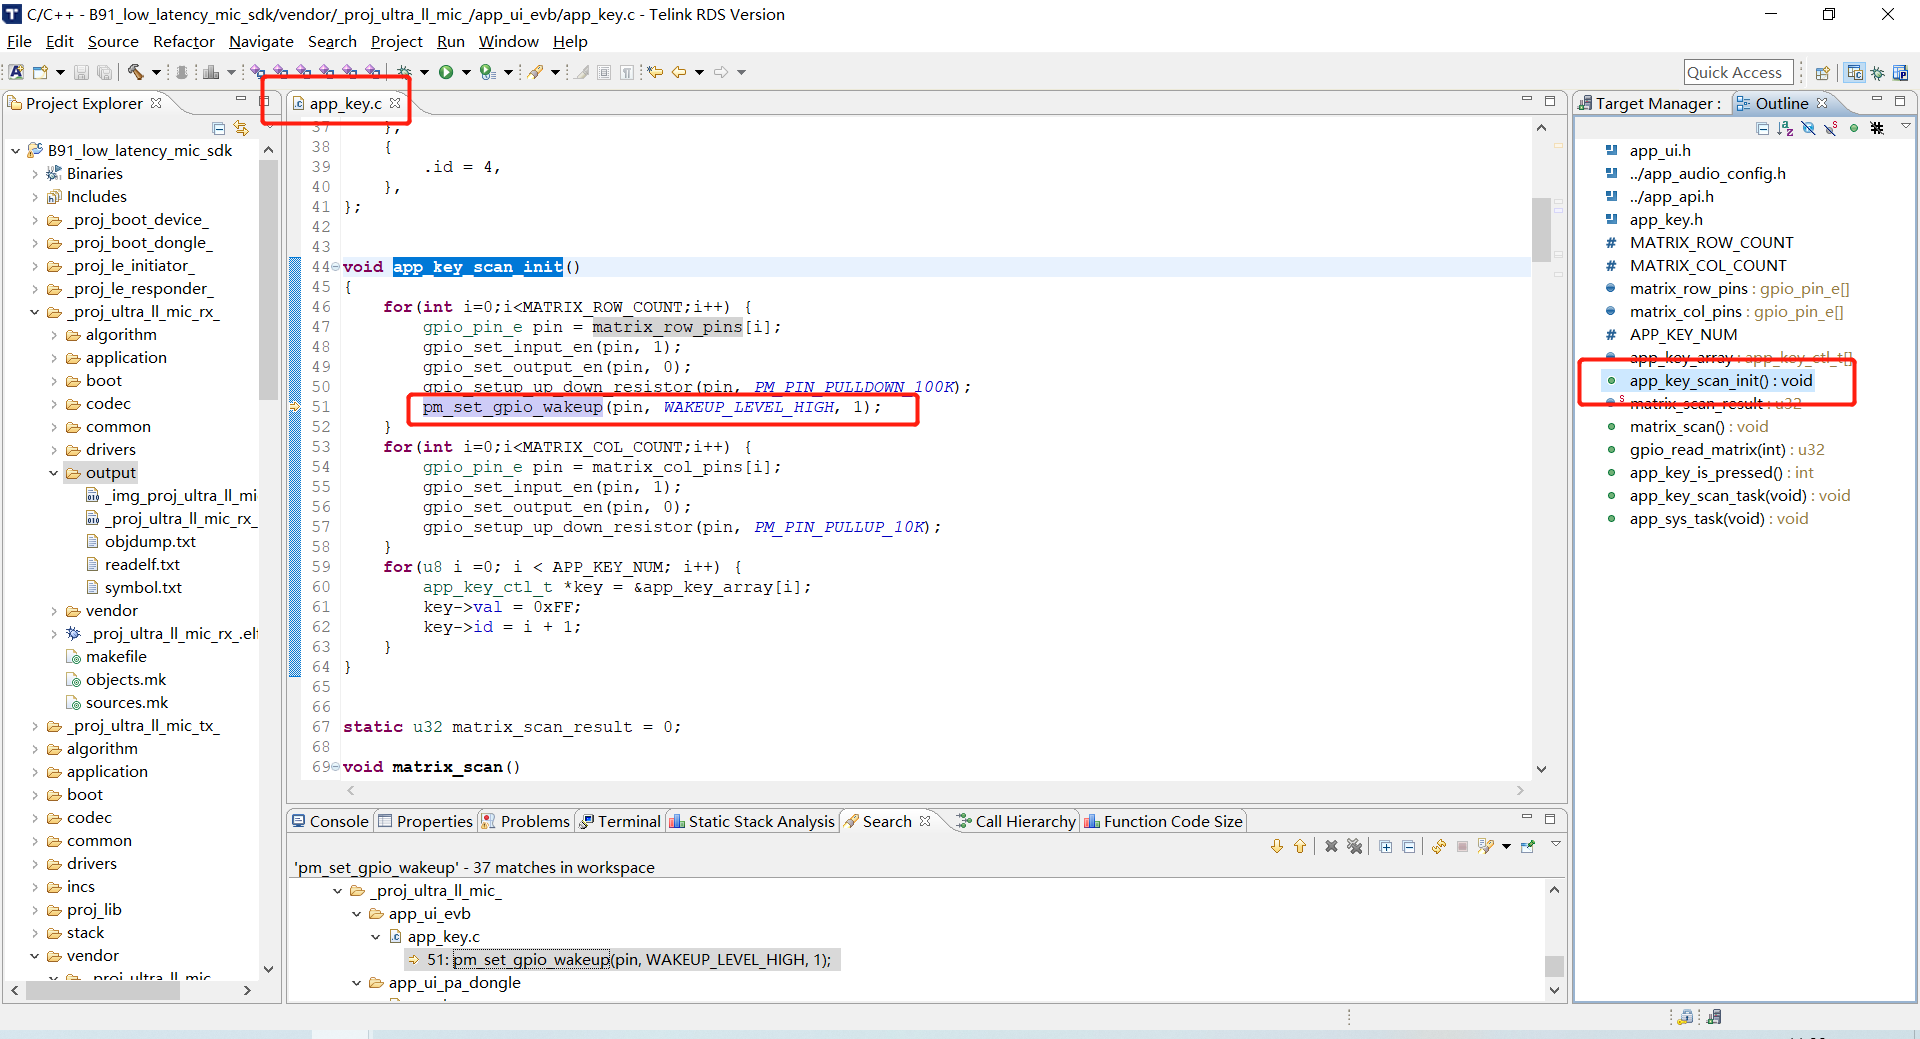 C/C++ - B91_low_latency_mic_sdk/vendor/_proj_ultra_ll_mic_/app_ui_evb/app_key.c - Telink RDS Version
File Edit Source Refactor Navigate Search Project Run Window Help
Quick Access
Project Explorer
B91_low_latency_mic_sdk
Binaries
Includes
_proj_boot_device_
_proj_boot_dongle_
_proj_le_initiator_
_proj_le_responder_
_proj_ultra_ll_mic_rx_
algorithm
application
boot
codec
common
drivers
output
_img_proj_ultra_ll_mi
_proj_ultra_ll_mic_rx_
objdump.txt
readelf.txt
symbol.txt
vendor
_proj_ultra_ll_mic_rx_.elf
makefile
objects.mk
sources.mk
_proj_ultra_ll_mic_tx_
algorithm
application
boot
codec
common
drivers
incs
proj_lib
stack
vendor
_proj_ultra_ll_mic_
app_key.c
37 },
38 {
39 .id = 4,
40 },
41 };
42
43
44 void app_key_scan_init()
45 {
46 for(int i=0;i<MATRIX_ROW_COUNT;i++) {
47 gpio_pin_e pin = matrix_row_pins[i];
48 gpio_set_input_en(pin, 1);
49 gpio_set_output_en(pin, 0);
50 gpio_setup_up_down_resistor(pin, PM_PIN_PULLDOWN_100K);
51 pm_set_gpio_wakeup(pin, WAKEUP_LEVEL_HIGH, 1);
52 }
53 for(int i=0;i<MATRIX_COL_COUNT;i++) {
54 gpio_pin_e pin = matrix_col_pins[i];
55 gpio_set_input_en(pin, 1);
56 gpio_set_output_en(pin, 0);
57 gpio_setup_up_down_resistor(pin, PM_PIN_PULLUP_10K);
58 }
59 for(u8 i =0; i < APP_KEY_NUM; i++) {
60 app_key_ctl_t *key = &app_key_array[i];
61 key->val = 0xFF;
62 key->id = i + 1;
63 }
64 }
65
66
67 static u32 matrix_scan_result = 0;
68
69 void matrix_scan()
Console Properties Problems Terminal Static Stack Analysis Search Call Hierarchy Function Code Size
'pm_set_gpio_wakeup' - 37 matches in workspace
_proj_ultra_ll_mic_
app_ui_evb
app_key.c
51: pm_set_gpio_wakeup(pin, WAKEUP_LEVEL_HIGH, 1);
app_ui_pa_dongle
Target Manager : Outline
app_ui.h
../app_audio_config.h
../app_api.h
app_key.h
MATRIX_ROW_COUNT
MATRIX_COL_COUNT
matrix_row_pins : gpio_pin_e[]
matrix_col_pins : gpio_pin_e[]
APP_KEY_NUM
app_key_array : app_key_ctl_t[]
app_key_scan_init() : void
matrix_scan_result : u32
matrix_scan() : void
gpio_read_matrix(int) : u32
app_key_is_pressed() : int
app_key_scan_task(void) : void
app_sys_task(void) : void